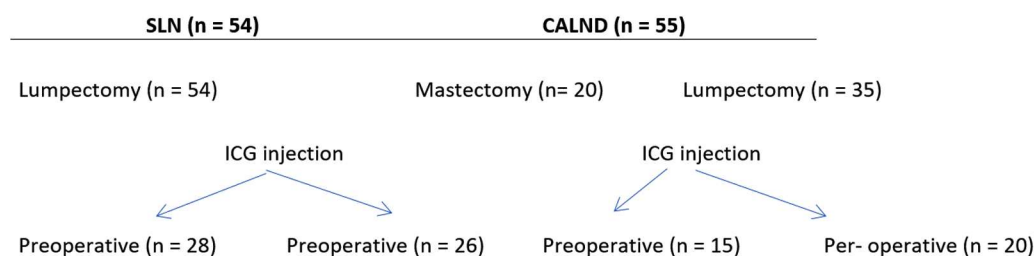 SLN (n = 54) CALND (n = 55)
Lumpectomy (n = 54) Mastectomy (n= 20) Lumpectomy (n = 35)
ICG injection ICG injection
Preoperative (n = 28) Preoperative (n = 26) Preoperative (n = 15) Per- operative (n = 20)